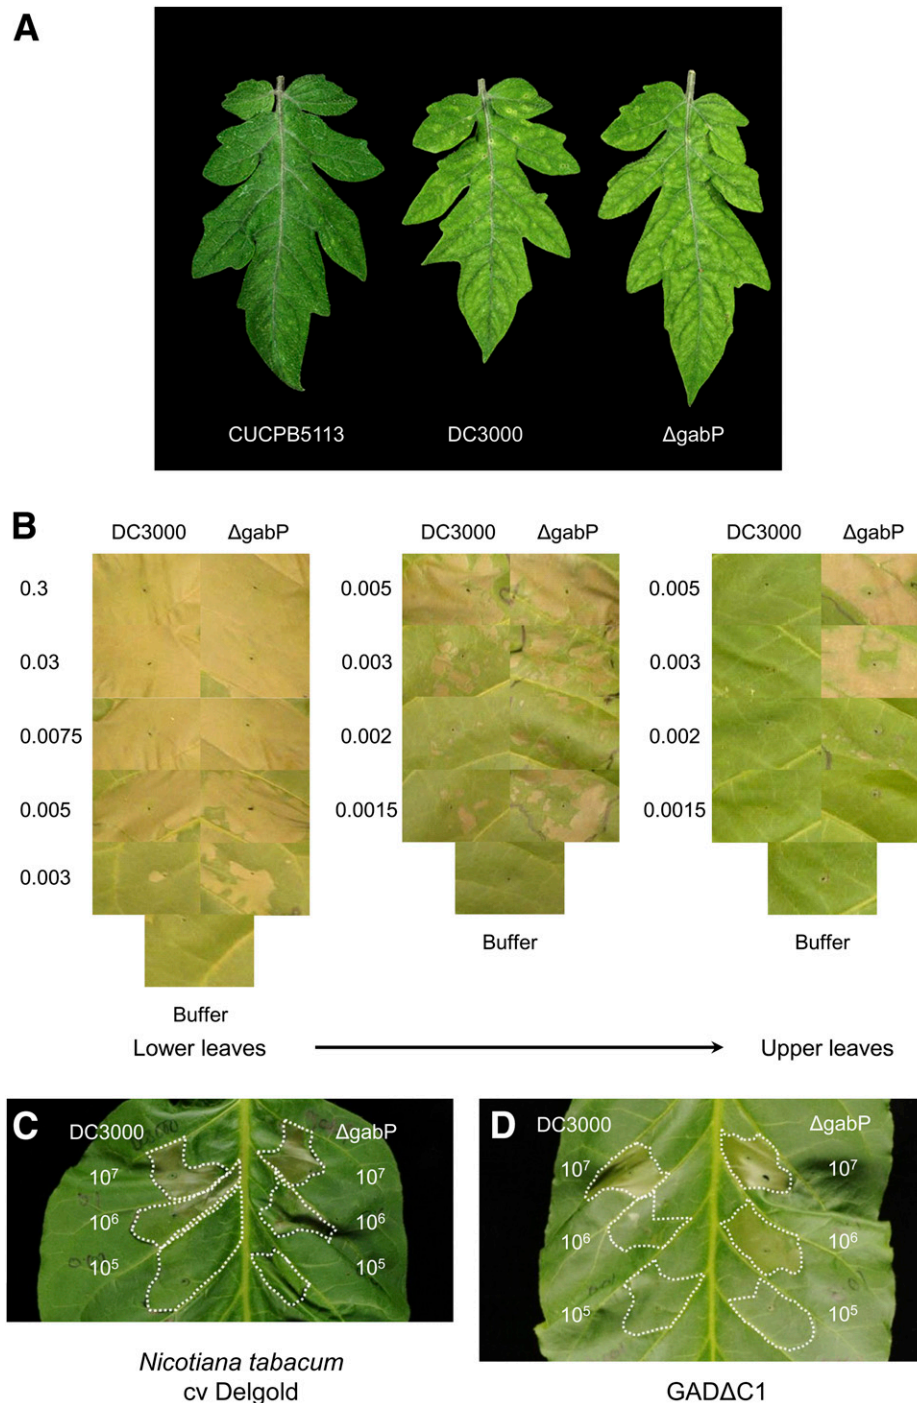 A
CUCPB5113 DC3000 ΔgabP
B
DC3000 ΔgabP DC3000 ΔgabP DC3000 ΔgabP
0.3 0.005 0.005
0.03 0.003 0.003
0.0075 0.002 0.002
0.005 0.0015 0.0015
0.003
Buffer Buffer
Buffer
Lower leaves Upper leaves
C DC3000 ΔgabP
10⁷ 10⁷
10⁶ 10⁶
10⁵ 10⁵
Nicotiana tabacum
cv Delgold
D DC3000 ΔgabP
10⁷ 10⁷
10⁶ 10⁶
10⁵ 10⁵
GADΔC1